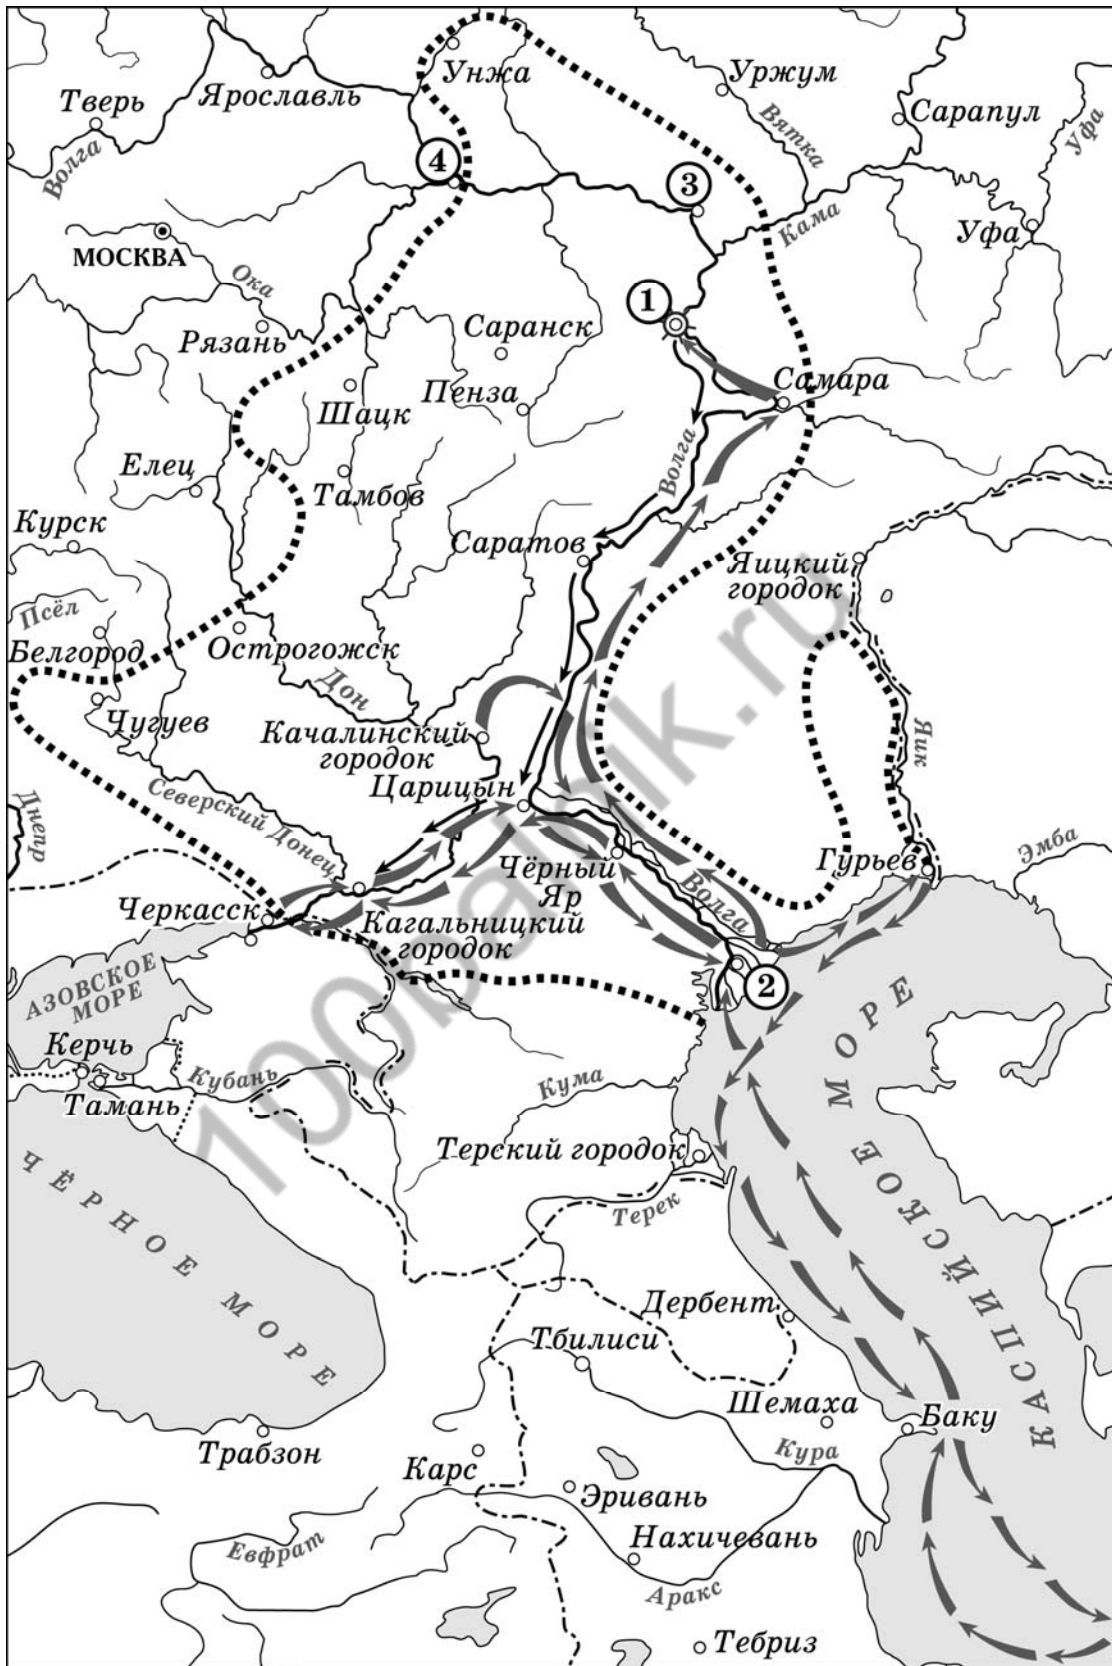 Унжа
Уржум
Ярославль
Тверь
Сарапул
Вятка
Уфа
Волга
4
3
Кама
Уфа
МОСКВА
Ока
1
Рязань
Саранск
Самара
Пенза
Шацк
Волга
Елец
Тамбов
Курск
Саратов
Яицкий
городок
Псёл
Белгород
Острогожск
Дон
Чугуев
Качалинский
городок
Яик
Царицын
Северский Донец
Днепр
Чёрный
Яр
Волга
Гурьев
Эмба
Черкасск
Кагальницкий
городок
2
АЗОВСКОЕ
МОРЕ
Керчь
Тамань
Кубань
Кума
Терский городок
Терек
ЧЁРНОЕ МОРЕ
КАСПИЙСКОЕ МОРЕ
Дербент
Тбилиси
Шемаха
Баку
Трабзон
Карс
Кура
Эривань
Нахичевань
Евфрат
Аракс
Тебриз
100balnik.ru